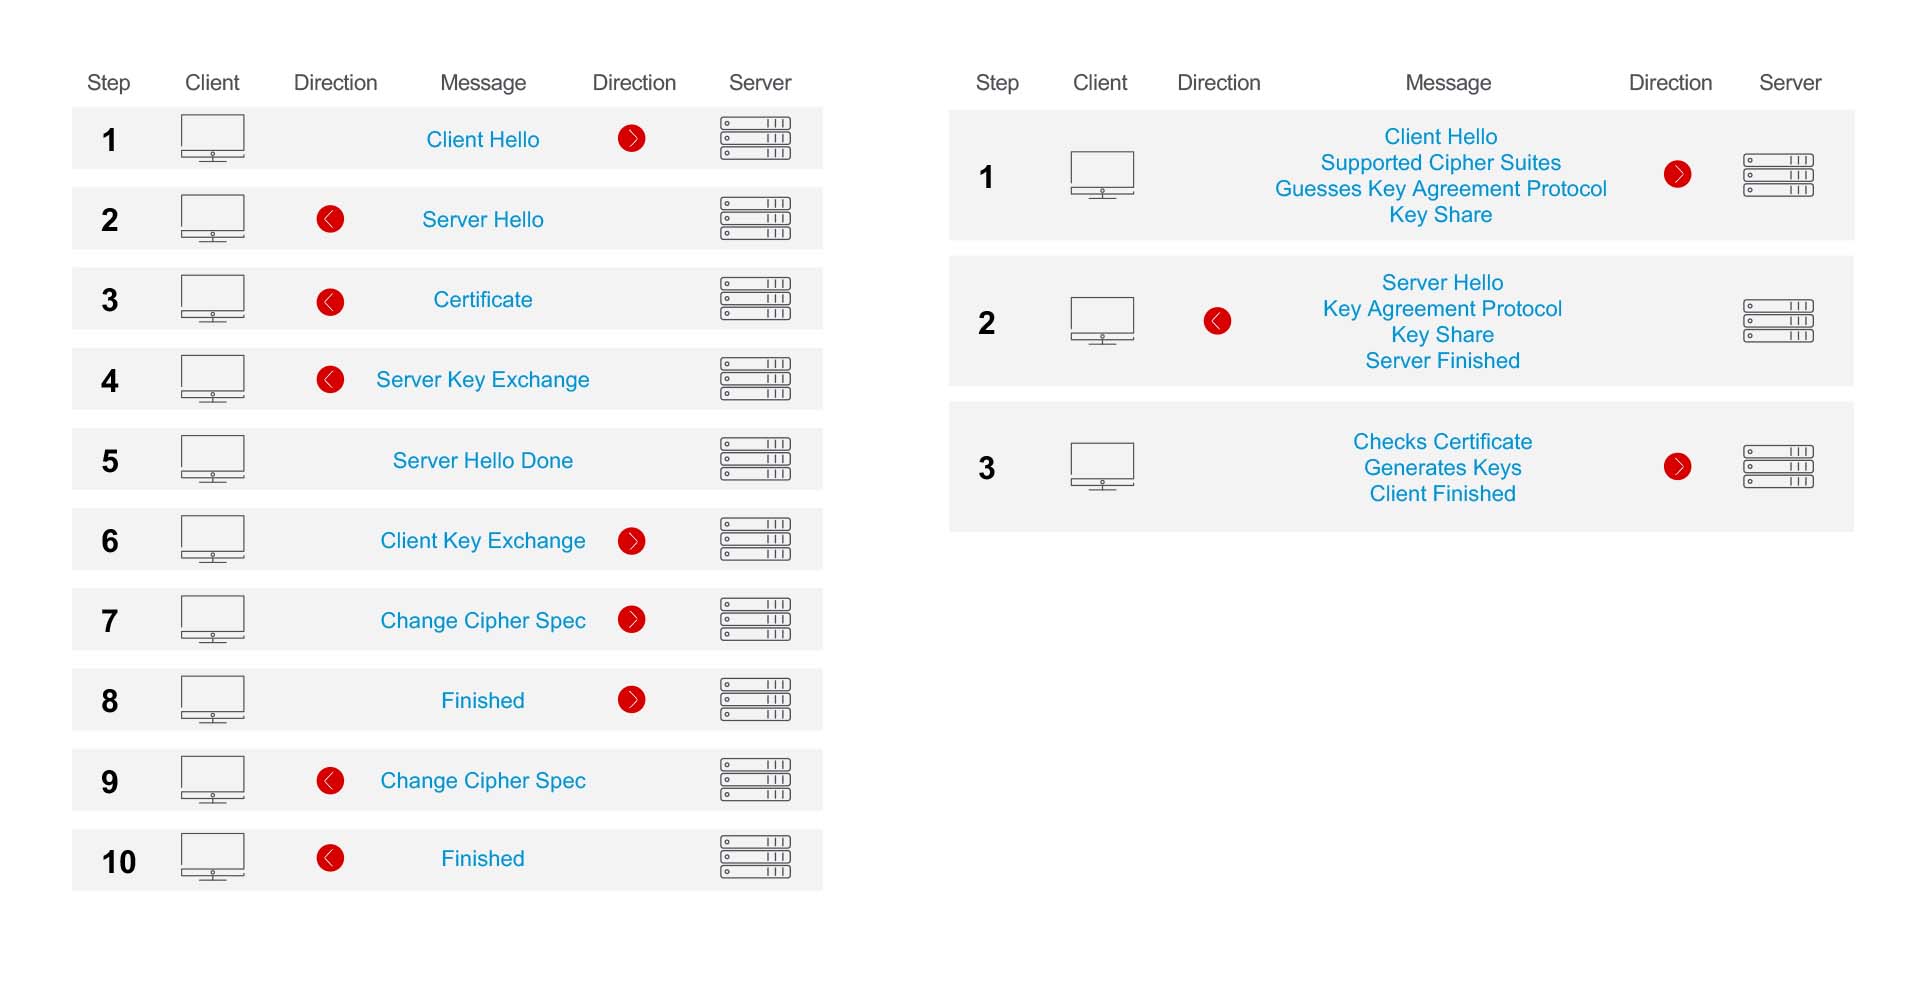 Step Client Direction Message Direction Server
1 Client Hello
2 Server Hello
3 Certificate
4 Server Key Exchange
5 Server Hello Done
6 Client Key Exchange
7 Change Cipher Spec
8 Finished
9 Change Cipher Spec
10 Finished
Step Client Direction Message Direction Server
1
Client Hello
Supported Cipher Suites
Guesses Key Agreement Protocol
Key Share
2
Server Hello
Key Agreement Protocol
Key Share
Server Finished
3
Checks Certificate
Generates Keys
Client Finished